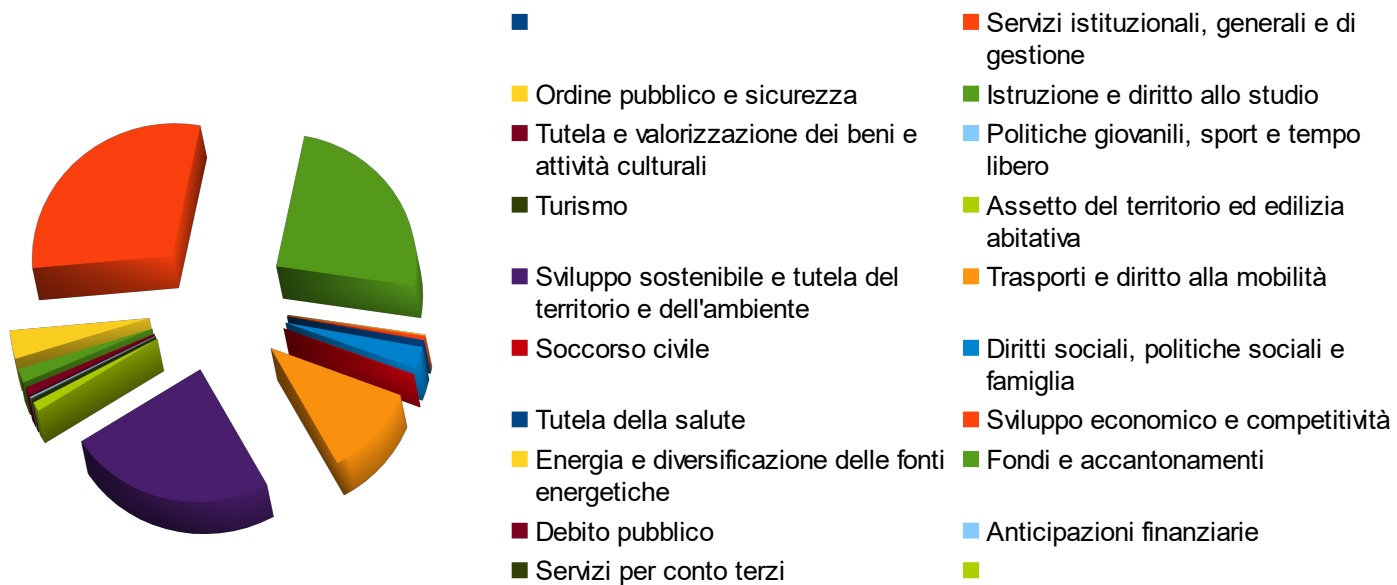 Servizi istituzionali, generali e di
gestione
Ordine pubblico e sicurezza
Istruzione e diritto allo studio
Tutela e valorizzazione dei beni e
attività culturali
Politiche giovanili, sport e tempo
libero
Turismo
Assetto del territorio ed edilizia
abitativa
Sviluppo sostenibile e tutela del
territorio e dell'ambiente
Trasporti e diritto alla mobilità
Soccorso civile
Diritti sociali, politiche sociali e
famiglia
Tutela della salute
Sviluppo economico e competitività
Energia e diversificazione delle fonti
energetiche
Fondi e accantonamenti
Debito pubblico
Anticipazioni finanziarie
Servizi per conto terzi